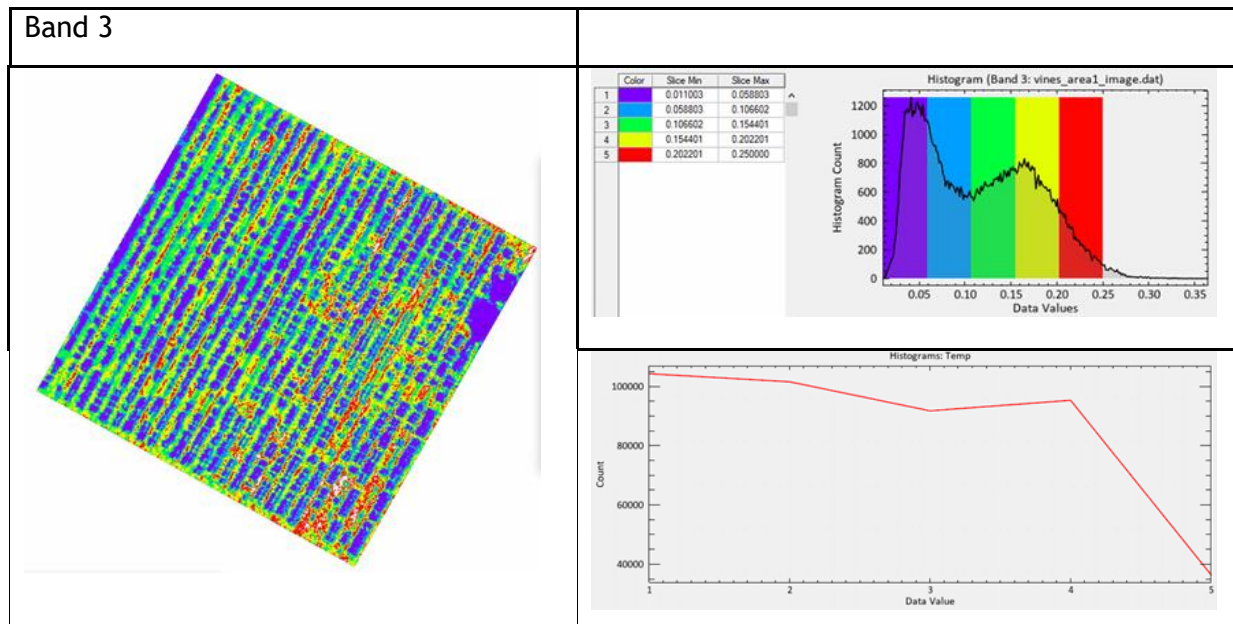 Band 3
Color Slice Min Slice Max
1 0.011003 0.058803
2 0.058803 0.106602
3 0.106602 0.154401
4 0.154401 0.202201
5 0.202201 0.250000
Histogram (Band 3: vines_area1_image.dat)
Histogram Count
1200
1000
800
600
400
200
0
0.05 0.10 0.15 0.20 0.25 0.30 0.35
Data Values
Histograms: Temp
Count
100000
80000
60000
40000
1 2 3 4 5
Data Value